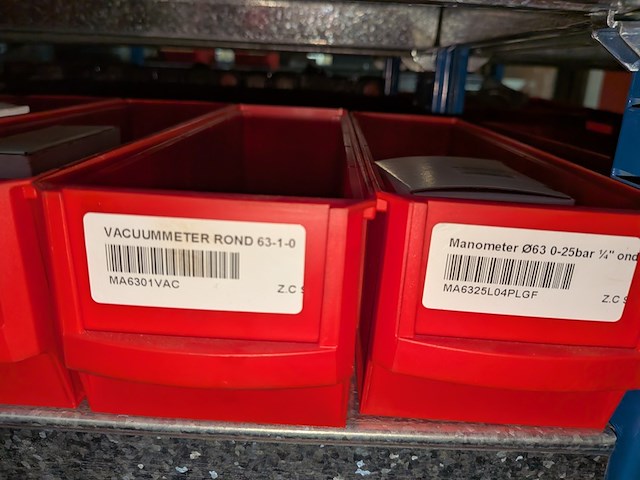 VACUUMMETER ROND 63-1-0
MA6301VAC
Z.C
Manometer Ø63 0-25bar ¼" ond
MA6325L04PLGF
Z.C S